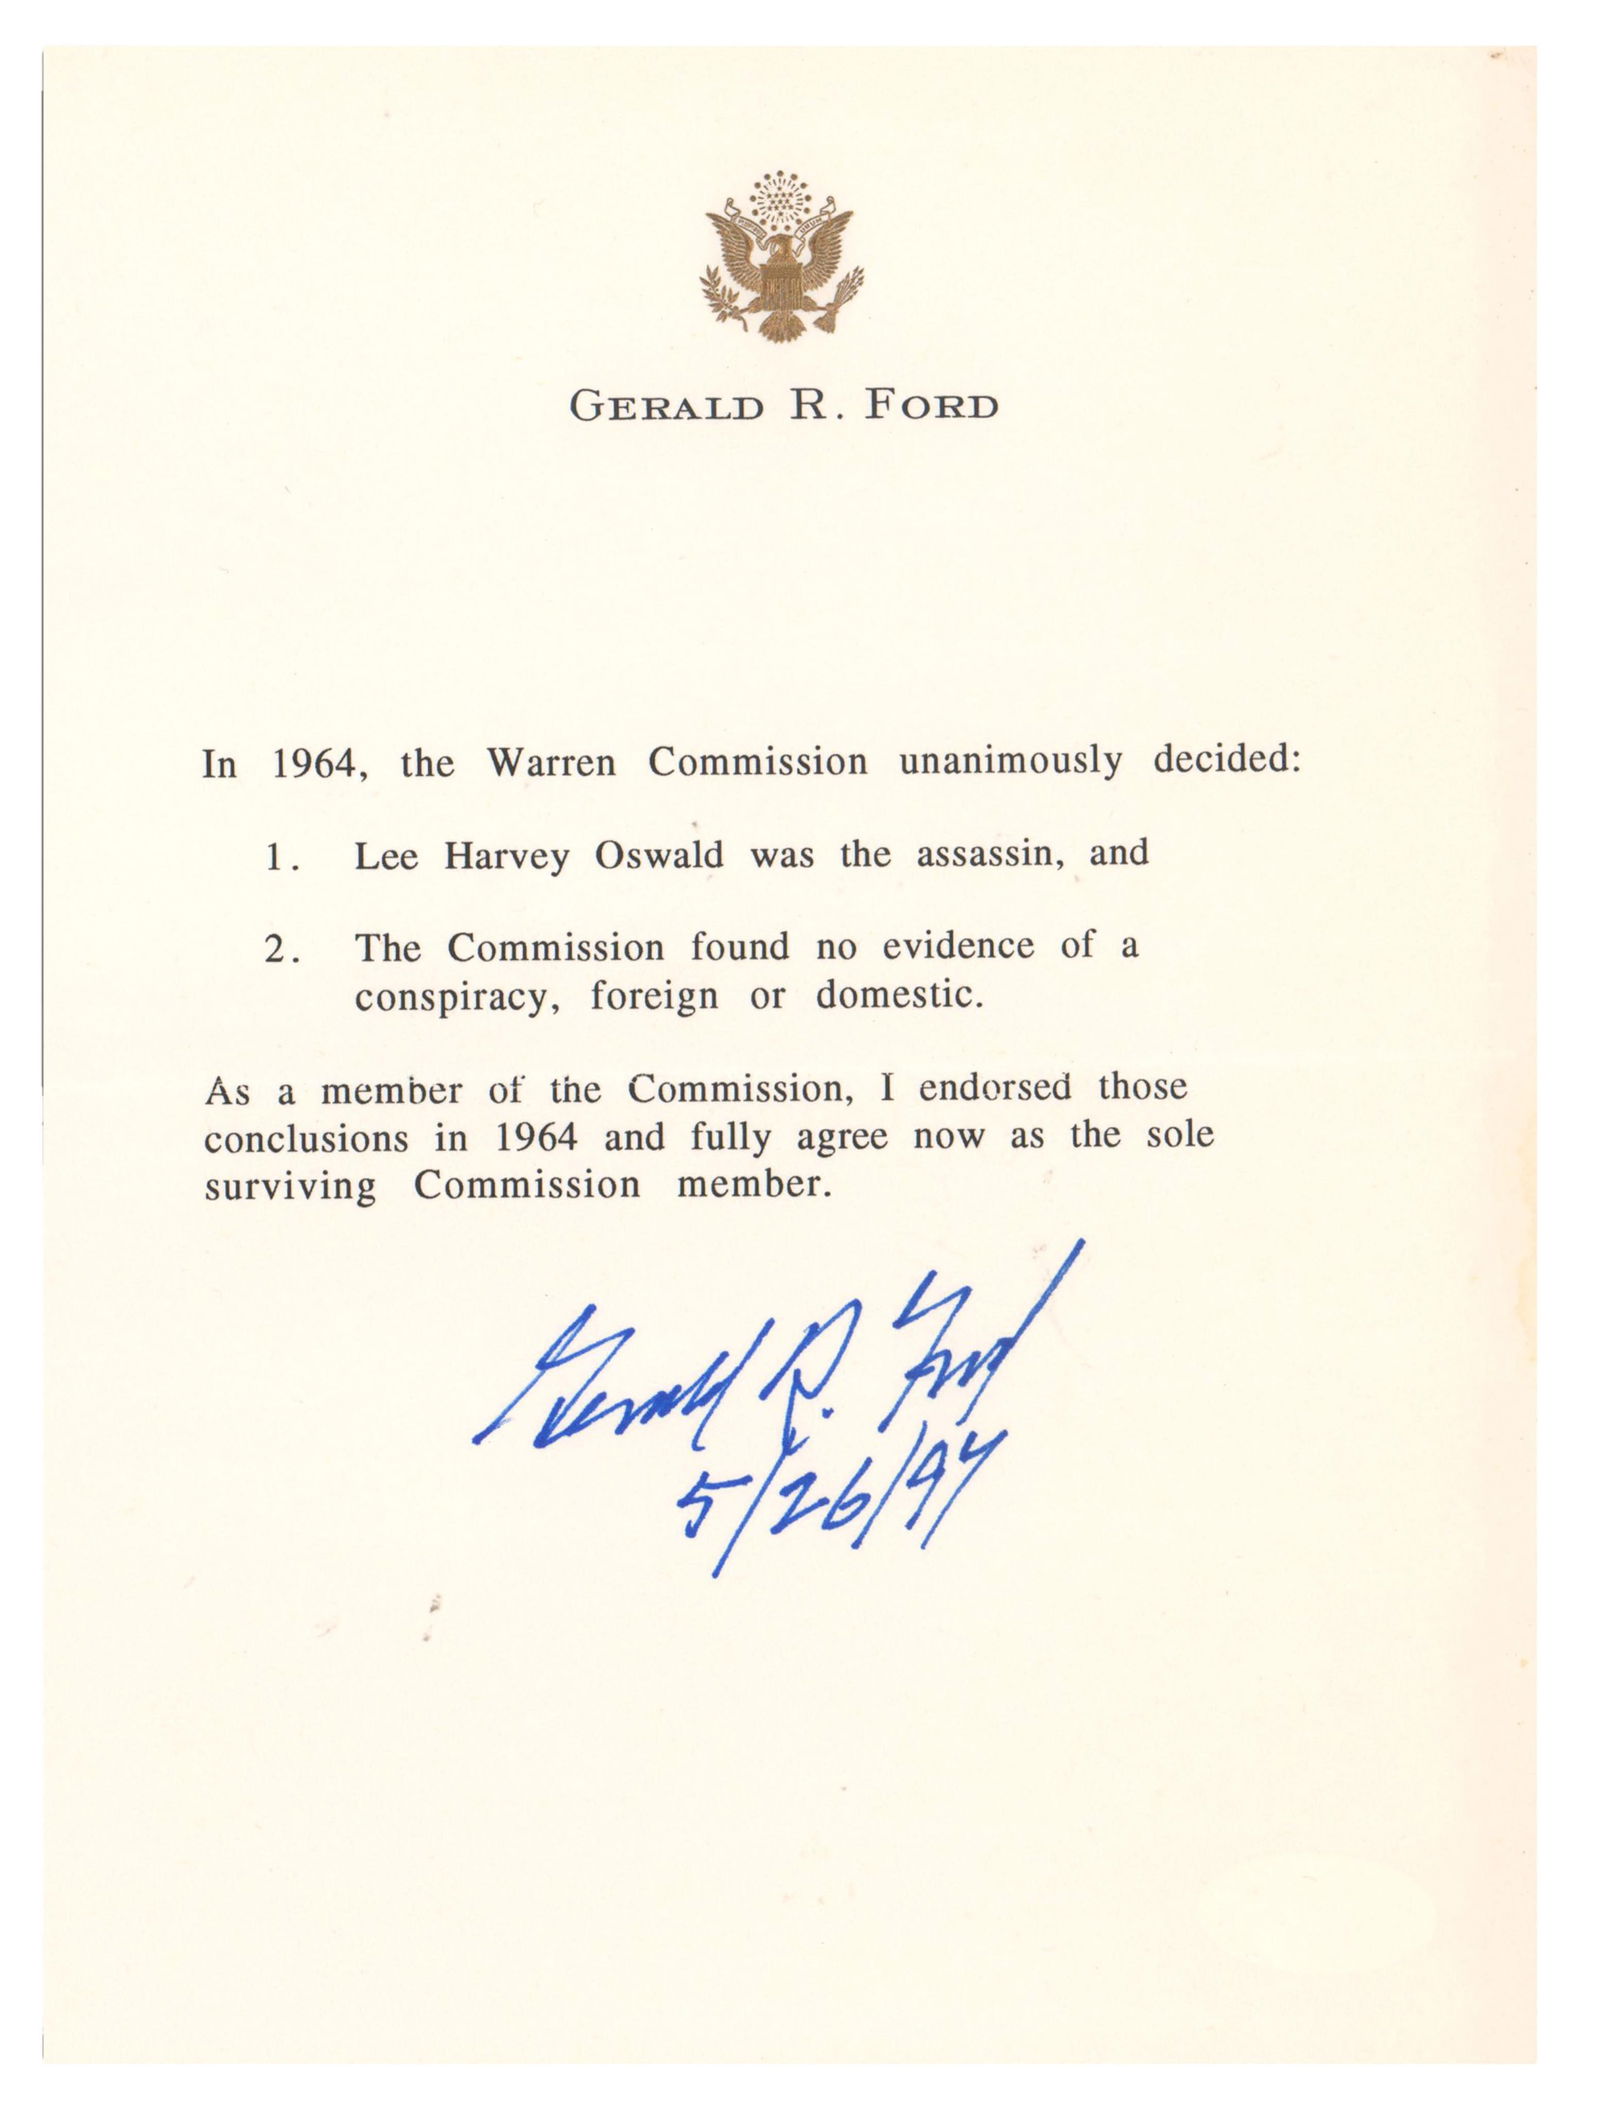 GERALD R. FORD
In 1964, the Warren Commission unanimously decided:
1. Lee Harvey Oswald was the assassin, and
2. The Commission found no evidence of a
conspiracy, foreign or domestic.
As a member of the Commission, I endorsed those
conclusions in 1964 and fully agree now as the sole
surviving Commission member.
Gerald R. Ford
5/26/97